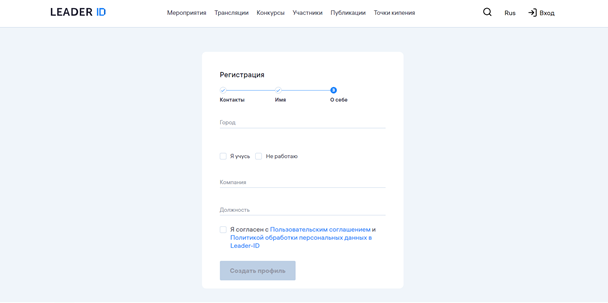 LEADER ID Мероприятия Трансляции Конкурсы Участники Публикации Точки кипения Rus Вход
Регистрация
Контакты Имя О себе
Город
Я учусь Не работаю
Компания
Должность
Я согласен с Пользовательским соглашением и
Политикой обработки персональных данных в
Leader-ID
Создать профиль